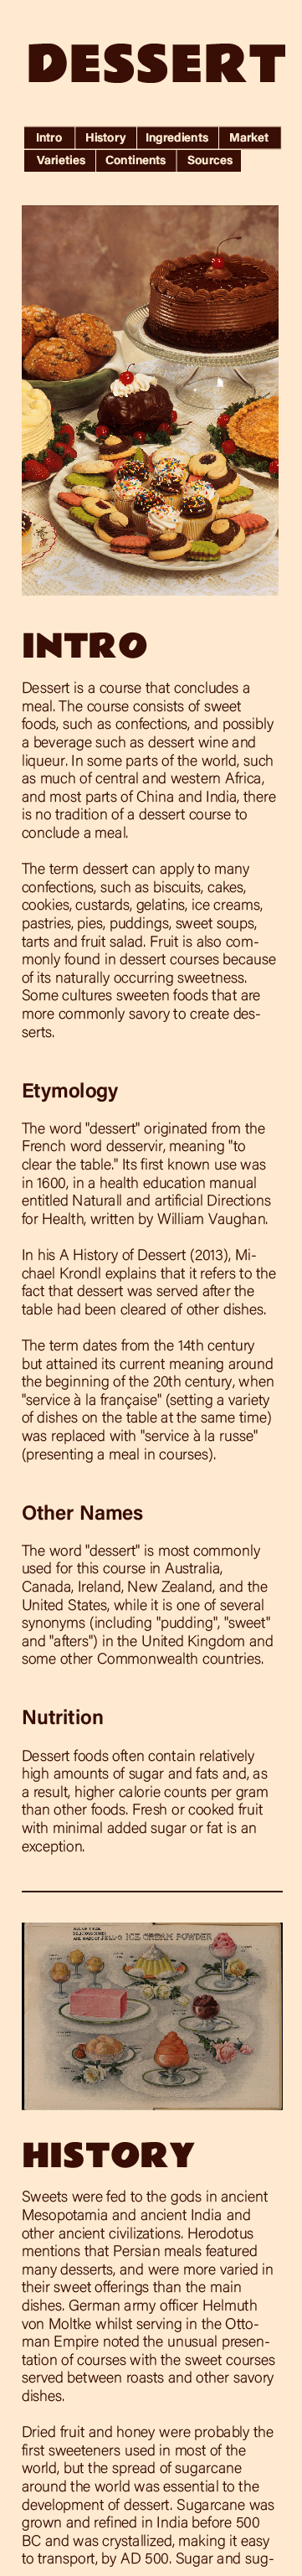 DESSERT
Intro History Ingredients Market
Varieties Continents Sources
INTRO
Dessert is a course that concludes a
meal. The course consists of sweet
foods, such as confections, and possibly
a beverage such as dessert wine and
liqueur. In some parts of the world, such
as much of central and western Africa,
and most parts of China and India, there
is no tradition of a dessert course to
conclude a meal.
The term dessert can apply to many
confections, such as biscuits, cakes,
cookies, custards, gelatins, ice creams,
pastries, pies, puddings, sweet soups,
tarts and fruit salad. Fruit is also com-
monly found in dessert courses because
of its naturally occurring sweetness.
Some cultures sweeten foods that are
more commonly savory to create des-
serts.
Etymology
The word "dessert" originated from the
French word desservir, meaning "to
clear the table." Its first known use was
in 1600, in a health education manual
entitled Naturall and artificial Directions
for Health, written by William Vaughan.
In his A History of Dessert (2013), Mi-
chael Krondl explains that it refers to the
fact that dessert was served after the
table had been cleared of other dishes.
The term dates from the 14th century
but attained its current meaning around
the beginning of the 20th century, when
"service à la française" (setting a variety
of dishes on the table at the same time)
was replaced with "service à la russe"
(presenting a meal in courses).
Other Names
The word "dessert" is most commonly
used for this course in Australia,
Canada, Ireland, New Zealand, and the
United States, while it is one of several
synonyms (including "pudding", "sweet"
and "afters") in the United Kingdom and
some other Commonwealth countries.
Nutrition
Dessert foods often contain relatively
high amounts of sugar and fats and, as
a result, higher calorie counts per gram
than other foods. Fresh or cooked fruit
with minimal added sugar or fat is an
exception.
ICE CREAM POWDER
HISTORY
Sweets were fed to the gods in ancient
Mesopotamia and ancient India and
other ancient civilizations. Herodotus
mentions that Persian meals featured
many desserts, and were more varied in
their sweet offerings than the main
dishes. German army officer Helmuth
von Moltke whilst serving in the Otto-
man Empire noted the unusual presen-
tation of courses with the sweet courses
served between roasts and other savory
dishes.
Dried fruit and honey were probably the
first sweeteners used in most of the
world, but the spread of sugarcane
around the world was essential to the
development of dessert. Sugarcane was
grown and refined in India before 500
BC and was crystallized, making it easy
to transport, by AD 500. Sugar and sug-